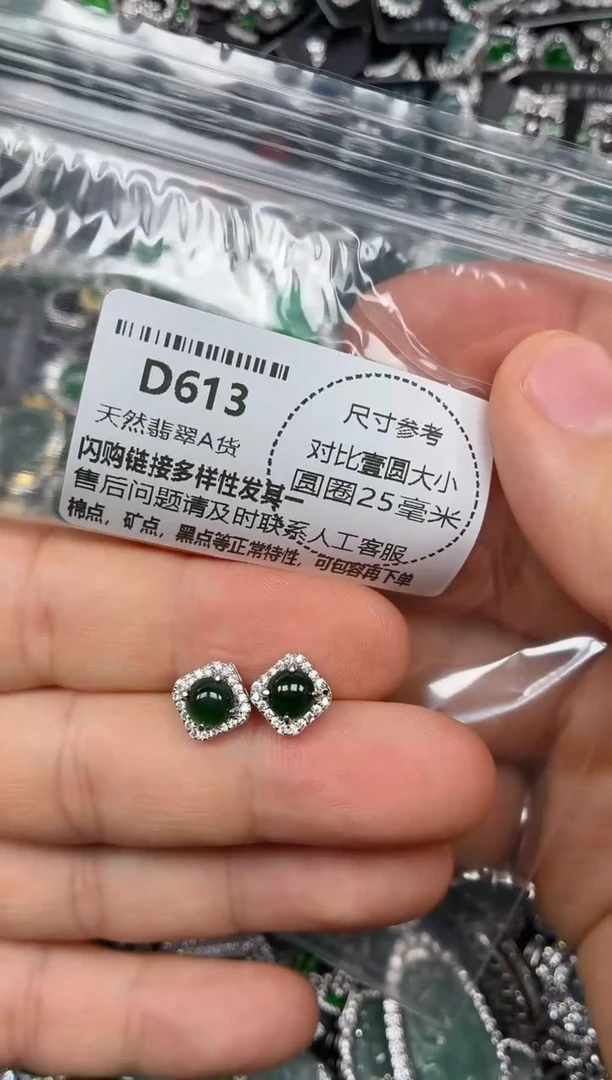 D613
天然翡翠A货
闪购链接多样性发其一
售后问题请及时联系人工客服
棉点，矿点，黑点等正常特性，可包容再下单
尺寸参考
对比壹圆大小
圆圈25毫米